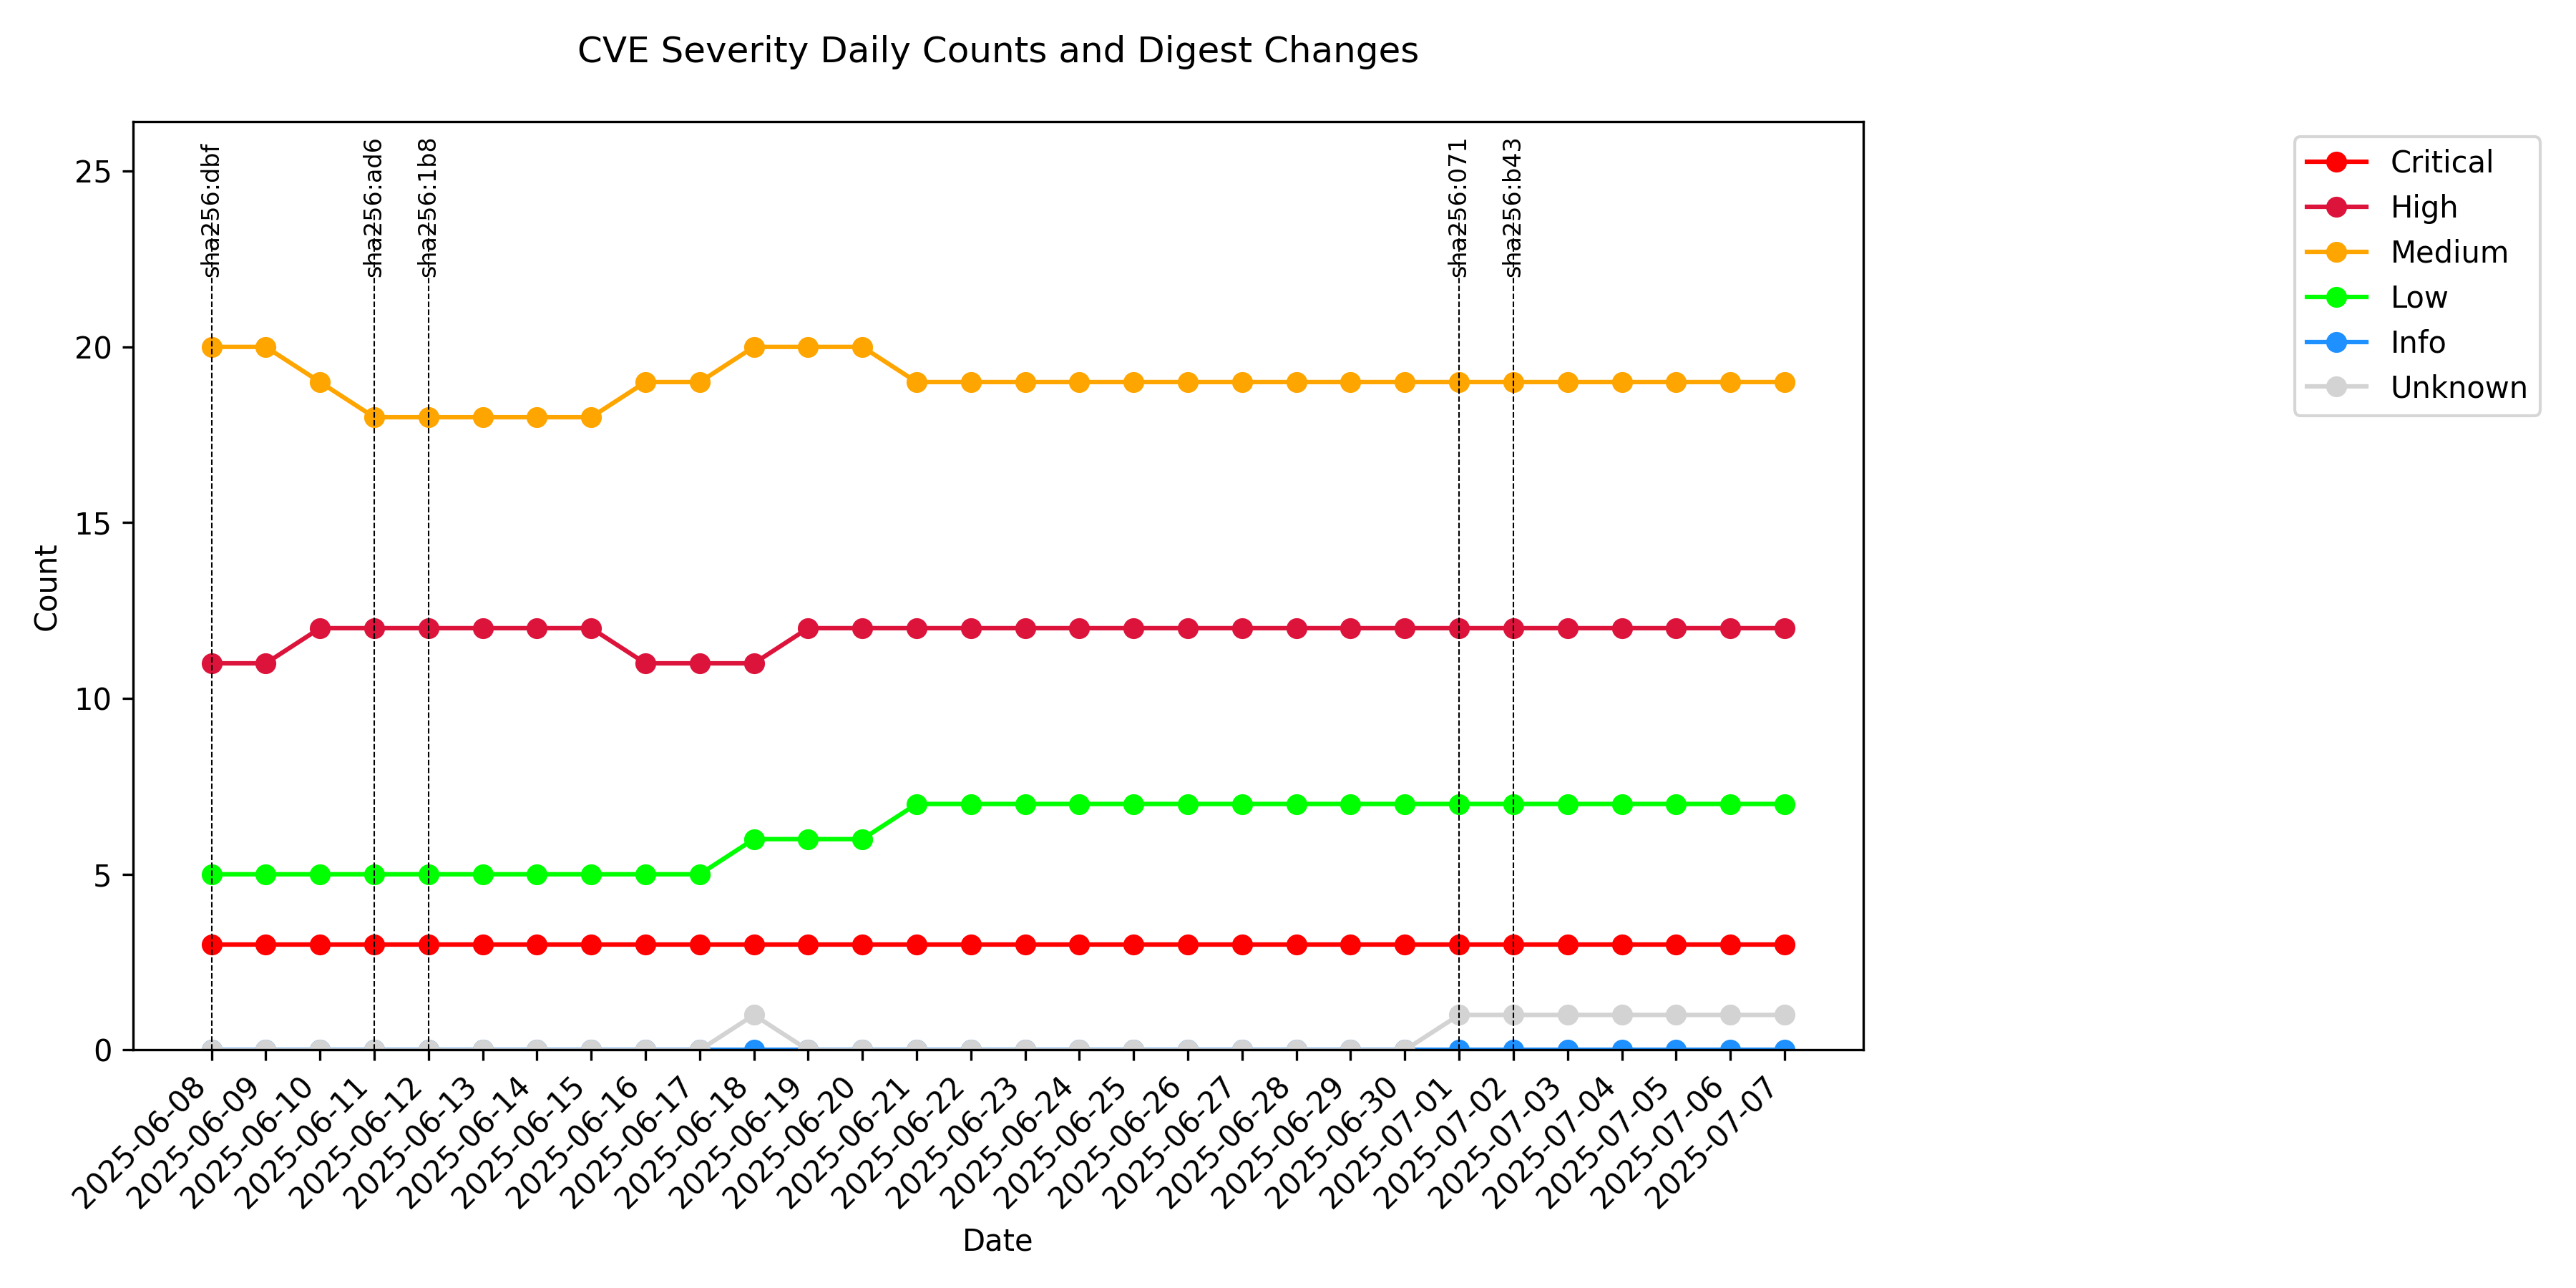 CVE Severity Daily Counts and Digest Changes
sha256:dbf
sha256:ad6
sha256:1b8
sha256:071
sha256:b43
Critical
High
Medium
Low
Info
Unknown
25
20
15
10
5
0
Count
2025-06-08
2025-06-09
2025-06-10
2025-06-11
2025-06-12
2025-06-13
2025-06-14
2025-06-15
2025-06-16
2025-06-17
2025-06-18
2025-06-19
2025-06-20
2025-06-21
2025-06-22
2025-06-23
2025-06-24
2025-06-25
2025-06-26
2025-06-27
2025-06-28
2025-06-29
2025-06-30
2025-07-01
2025-07-02
2025-07-03
2025-07-04
2025-07-05
2025-07-06
2025-07-07
Date